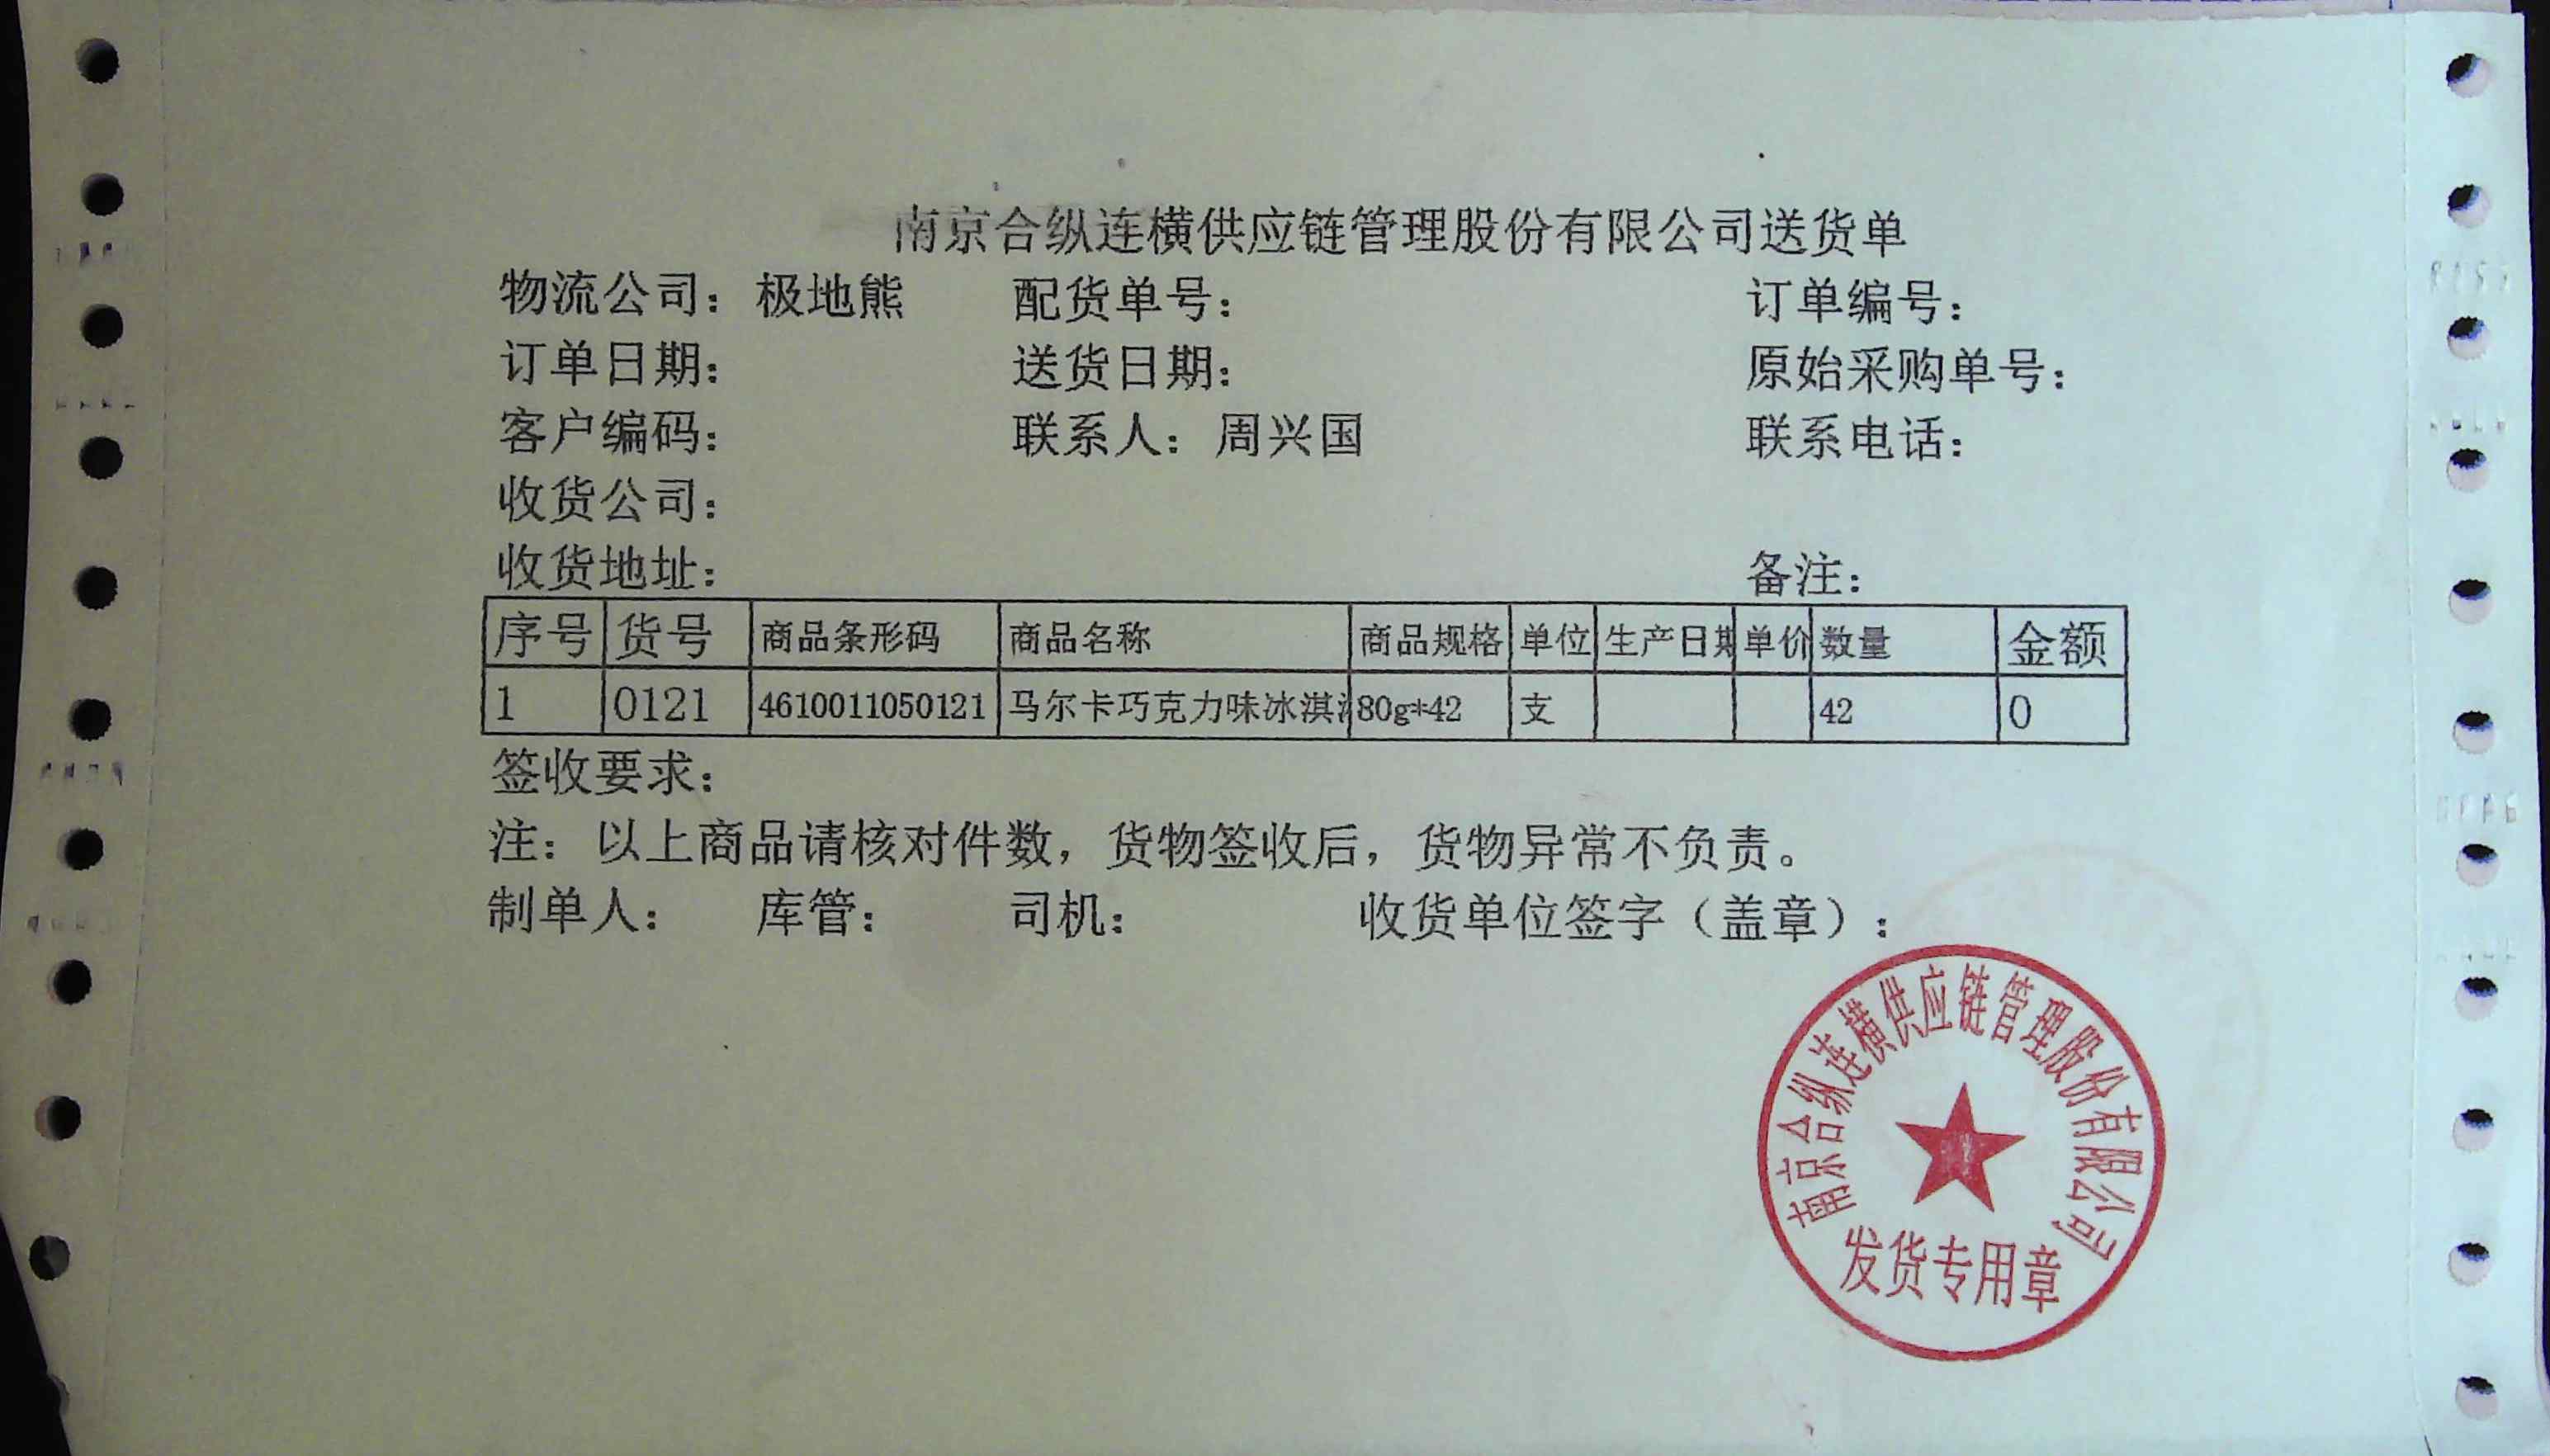 南京合纵连横供应链管理股份有限公司送货单
物流公司：极地熊 配货单号： 订单编号：
订单日期： 送货日期： 原始采购单号：
客户编码： 联系人：周兴国 联系电话：
收货公司：
收货地址： 备注：
序号 货号 商品条形码 商品名称 商品规格 单位 生产日期 单价 数量 金额
1 0121 4610011050121 马尔卡巧克力味冰淇 80g*42 支 42 0
签收要求：
注：以上商品请核对件数，货物签收后，货物异常不负责。
制单人： 库管： 司机： 收货单位签字（盖章）：
南京合纵连横供应链管理股份有限公司
发货专用章